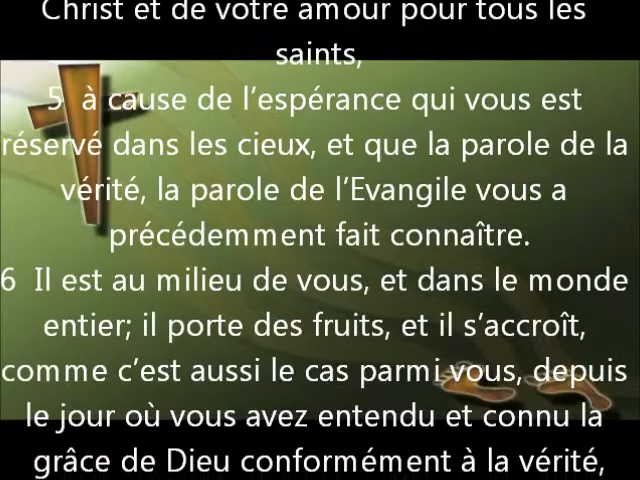 Christ et de votre amour pour tous les
saints,
5 à cause de l’espérance qui vous est
réservé dans les cieux, et que la parole de la
vérité, la parole de l’Evangile vous a
précédemment fait connaître.
6 Il est au milieu de vous, et dans le monde
entier; il porte des fruits, et il s’accroît,
comme c’est aussi le cas parmi vous, depuis
le jour où vous avez entendu et connu la
grâce de Dieu conformément à la vérité,